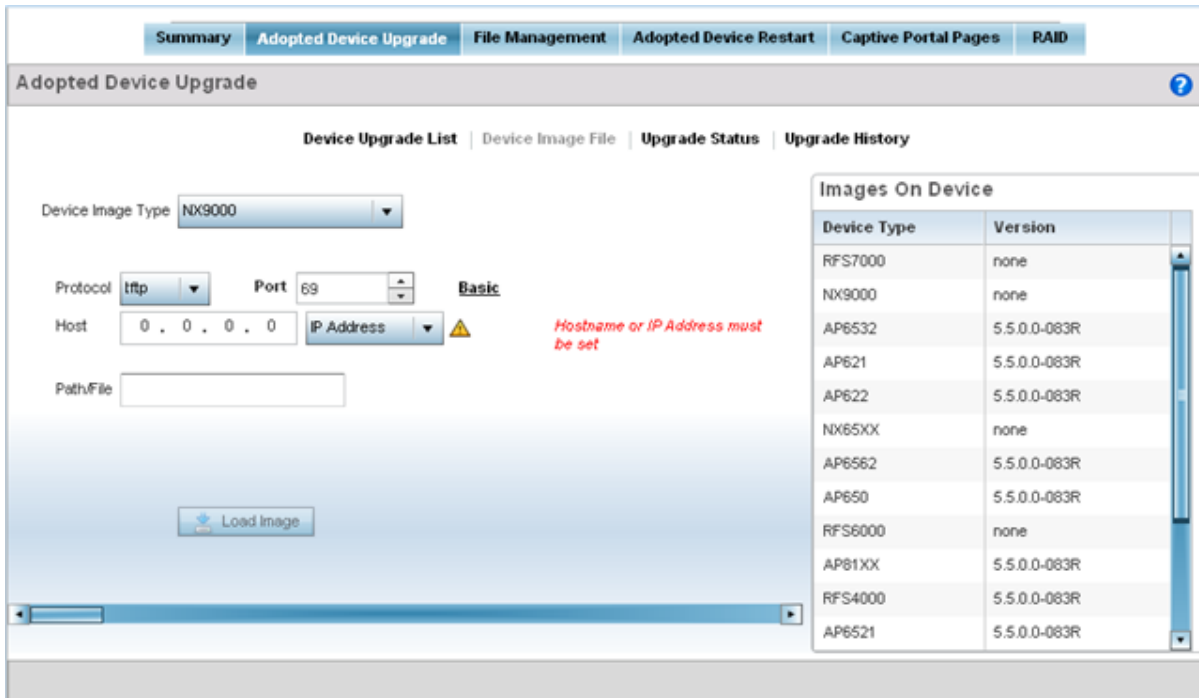 Summary Adopted Device Upgrade File Management Adopted Device Restart Captive Portal Pages RAID
Adopted Device Upgrade ?
Device Upgrade List | Device Image File | Upgrade Status | Upgrade History
Device Image Type NX9000
Protocol tftp Port 69 Basic
Host 0 . 0 . 0 . 0 IP Address Hostname or IP Address must
be set
Path/File
Load Image
Images On Device
Device Type Version
RFS7000 none
NX9000 none
AP6532 5.5.0.0-083R
AP621 5.5.0.0-083R
AP622 5.5.0.0-083R
NX65XX none
AP6562 5.5.0.0-083R
AP650 5.5.0.0-083R
RFS6000 none
AP81XX 5.5.0.0-083R
RFS4000 5.5.0.0-083R
AP6521 5.5.0.0-083R